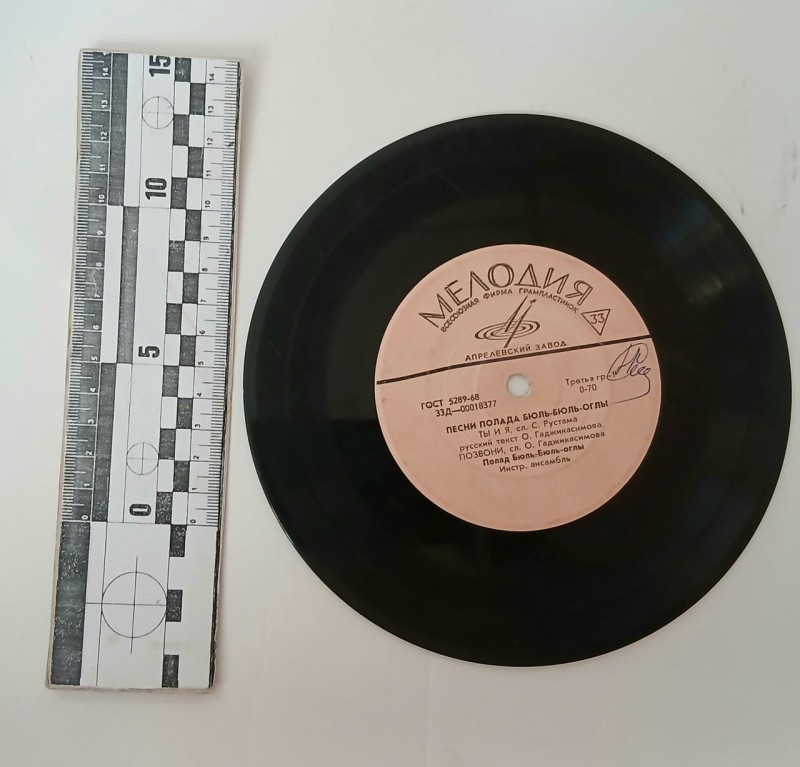 15
10
5
0
МЕЛОДИЯ
ВСЕСОЮЗНАЯ ФИРМА ГРАМПЛАСТИНОК
33
АПРЕЛЕВСКИЙ ЗАВОД
ГОСТ 5289-68
33Д—00018377
Третья гр.
0-70
ПЕСНИ ПОЛАДА БЮЛЬ-БЮЛЬ-ОГЛЫ
ТЫ И Я, сл. С. Рустама
русский текст О. Гаджикасимова
ПОЗВОНИ, сл. О. Гаджикасимова
Полад Бюль-Бюль-оглы
Инстр. ансамбль